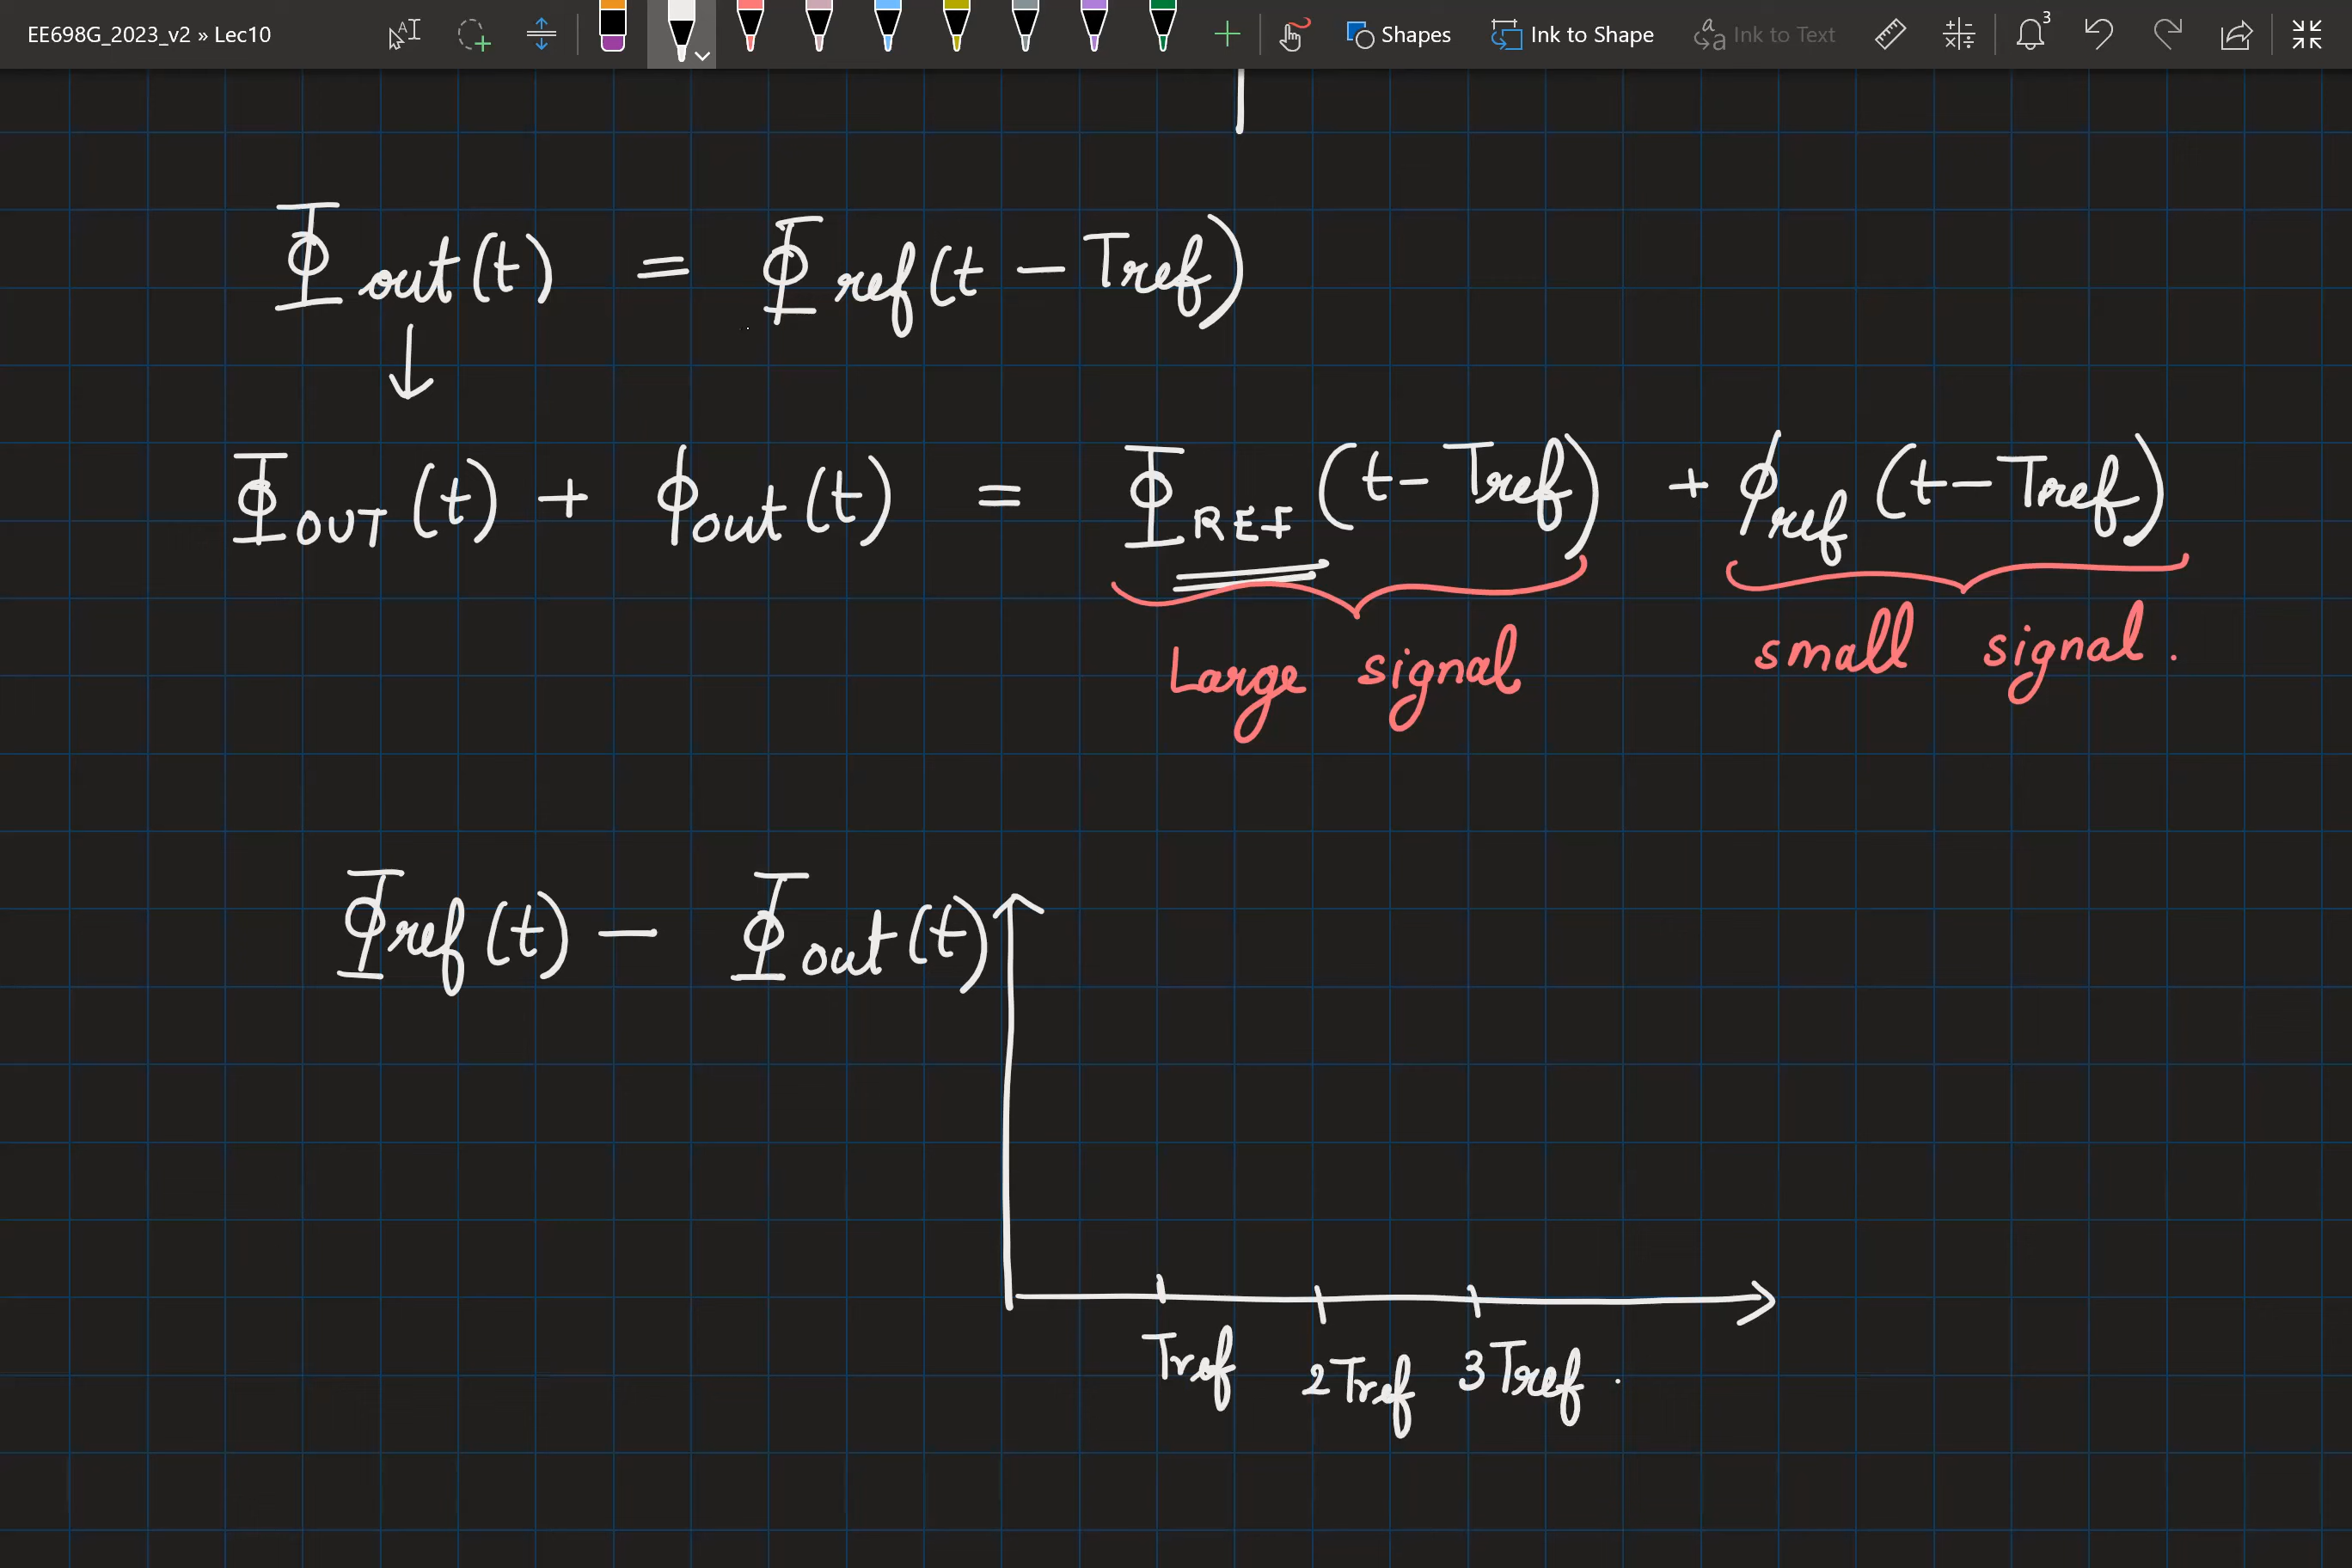 EE698G_2023_v2 » Lec10 Shapes Ink to Shape Ink to Text 3
Φout(t) = Φref(t − Tref)
↓
ΦOUT(t) + ϕout(t) = ΦREF(t − Tref) + ϕref(t − Tref)
Large signal small signal.
Φref(t) − Φout(t)
Tref 2Tref 3Tref .